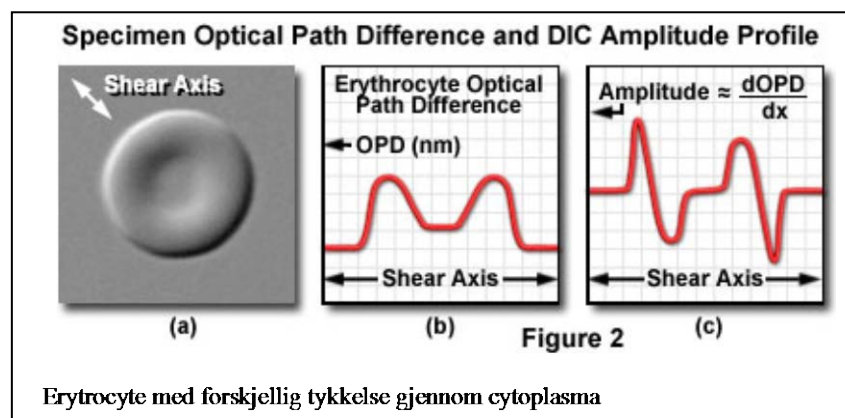 Specimen Optical Path Difference and DIC Amplitude Profile
Shear Axis
Erythrocyte Optical
Path Difference
OPD (nm)
Shear Axis
Amplitude ≈ dOPD
dx
Shear Axis
(a)
(b)
(c)
Figure 2
Erytrocyte med forskjellig tykkelse gjennom cytoplasma